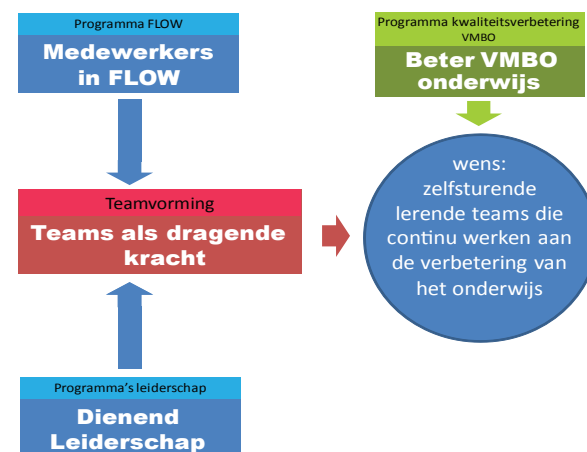 Programma FLOW
Medewerkers
in FLOW
Programma kwaliteitsverbetering
VMBO
Beter VMBO
onderwijs
Teamvorming
Teams als dragende
kracht
wens:
zelfsturende
lerende teams die
continu werken aan
de verbetering van
het onderwijs
Programma's leiderschap
Dienend
Leiderschap